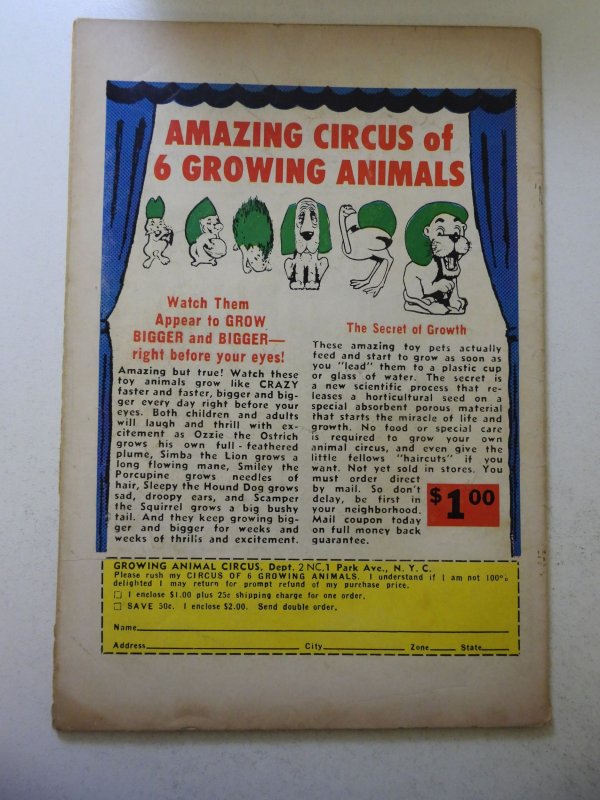 AMAZING CIRCUS of
6 GROWING ANIMALS
Watch Them
Appear to GROW
BIGGER and BIGGER—
right before your eyes!
Amazing but true! Watch these
toy animals grow like CRAZY
faster and faster, bigger and big-
ger every day right before your
eyes. Both children and adults
will laugh and thrill with ex-
citement as Ozzie the Ostrich
grows his own full-feathered
plume, Simba the Lion grows a
long flowing mane, Smiley the
Porcupine grows needles of
hair, Sleepy the Hound Dog grows
sad, droopy ears, and Scamper
the Squirrel grows a big bushy
tail. And they keep growing big-
ger and bigger for weeks and
weeks of thrills and excitement.
The Secret of Growth
These amazing toy pets actually
feed and start to grow as soon as
you "lead" them to a plastic cup
or glass of water. The secret is
a new scientific process that re-
leases a horticultural seed on a
special absorbent porous material
that starts the miracle of life and
growth. No food or special care
is required to grow your own
animal circus, and even give the
little fellows "haircuts" if you
want. Not yet sold in stores. You
must order direct
by mail. So don't
delay, be first in
your neighborhood.
Mail coupon today
on full money back
guarantee.
$1.00
GROWING ANIMAL CIRCUS, Dept. 2NC,1 Park Ave., N. Y. C.
Please rush my CIRCUS OF 6 GROWING ANIMALS. I understand if I am not 100%
delighted I may return for prompt refund of my purchase price.
I enclose $1.00 plus 25c shipping charge for one order.
SAVE 50c. I enclose $2.00. Send double order.
Name
Address City Zone State